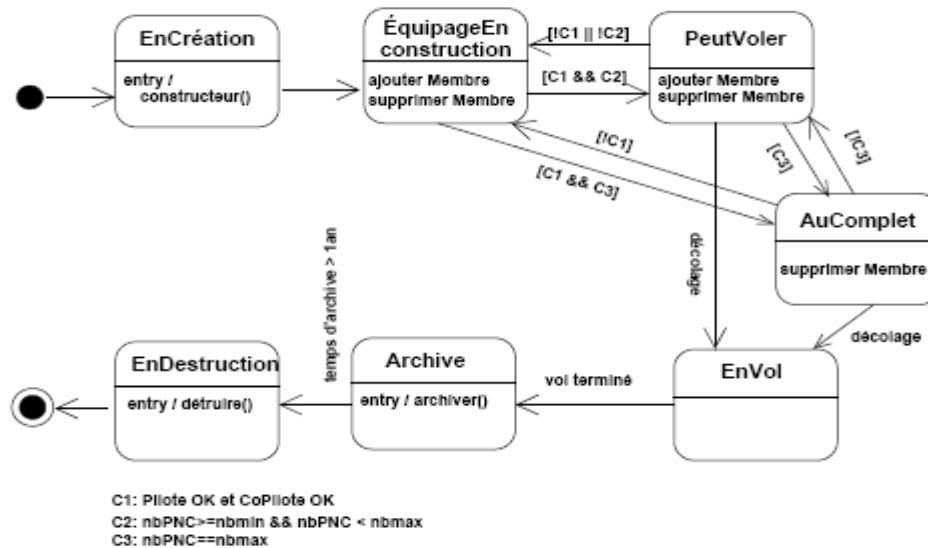 EnCréation
entry /
constructeur()
ÉquipageEn
construction
ajouter Membre
supprimer Membre
[!C1 || !C2]
[C1 && C2]
PeutVoler
ajouter Membre
supprimer Membre
[!C1]
[C1 && C3]
[C3]
[!C3]
AuComplet
supprimer Membre
décolage
décolage
EnVol
vol terminé
Archive
entry / archiver()
temps d'archive > 1an
EnDestruction
entry / détruire()
C1: Pilote OK et CoPilote OK
C2: nbPNC>=nbmin && nbPNC < nbmax
C3: nbPNC==nbmax